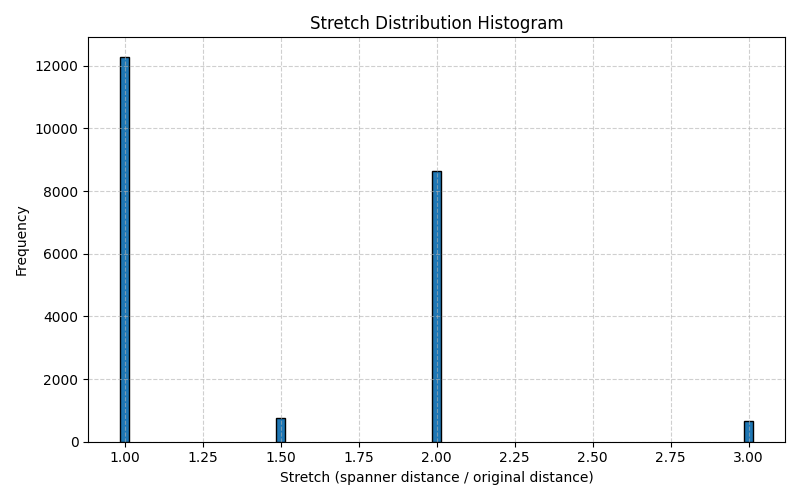 Stretch Distribution Histogram
Frequency
12000
10000
8000
6000
4000
2000
0
1.00 1.25 1.50 1.75 2.00 2.25 2.50 2.75 3.00
Stretch (spanner distance / original distance)